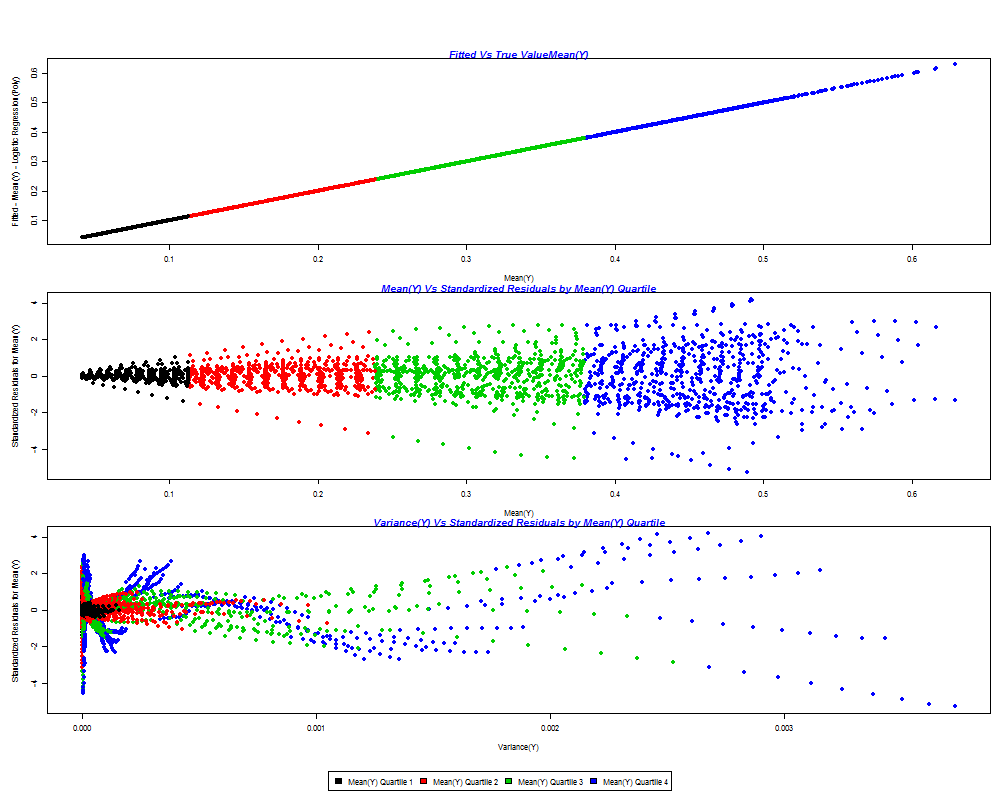 Fitted Vs True ValueMean(Y)
Fitted - Mean(Y) - Logistic Regression(Poly)
0.6
0.5
0.4
0.3
0.2
0.1
0.1 0.2 0.3 0.4 0.5 0.6
Mean(Y)
Mean(Y) Vs Standardized Residuals by Mean(Y) Quartile
Standardized Residuals for Mean(Y)
4
2
0
-2
-4
0.1 0.2 0.3 0.4 0.5 0.6
Mean(Y)
Variance(Y) Vs Standardized Residuals by Mean(Y) Quartile
Standardized Residuals for Mean(Y)
4
2
0
-2
-4
0.000 0.001 0.002 0.003
Variance(Y)
Mean(Y) Quartile 1 Mean(Y) Quartile 2 Mean(Y) Quartile 3 Mean(Y) Quartile 4